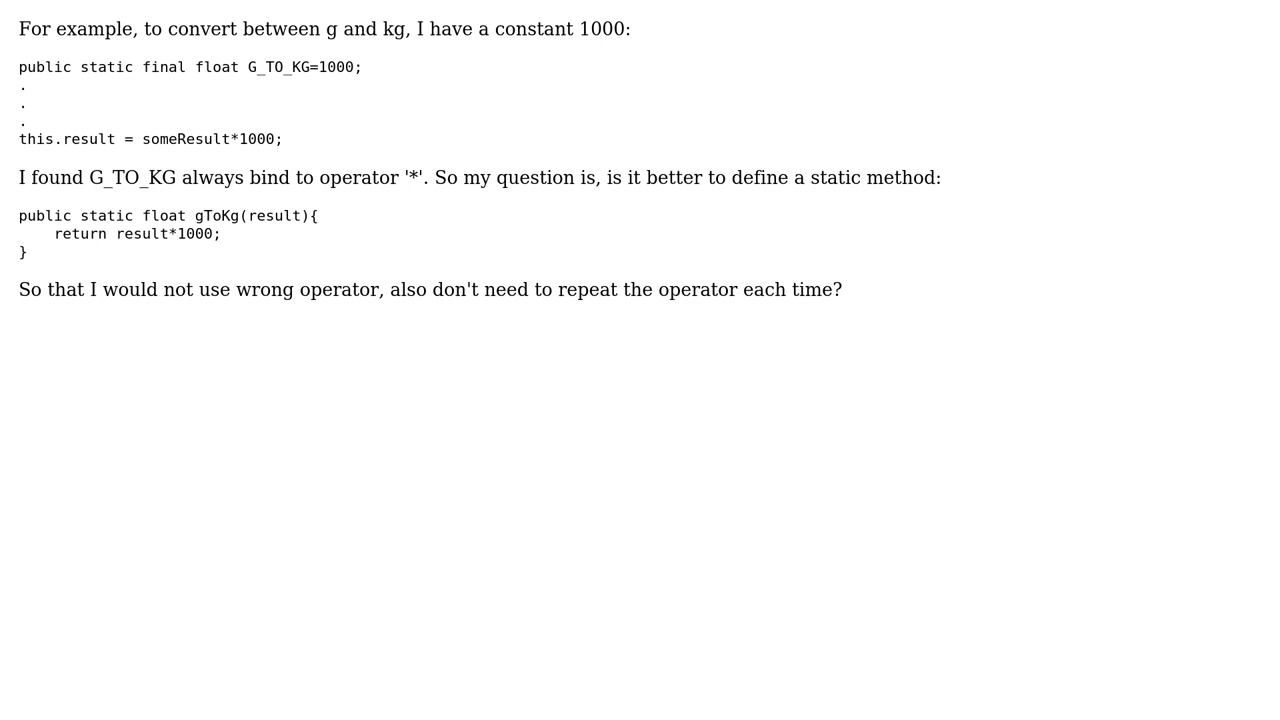 For example, to convert between g and kg, I have a constant 1000:
public static final float G_TO_KG=1000;
.
.
.
this.result = someResult*1000;
I found G_TO_KG always bind to operator '*'. So my question is, is it better to define a static method:
public static float gToKg(result){
    return result*1000;
}
So that I would not use wrong operator, also don't need to repeat the operator each time?